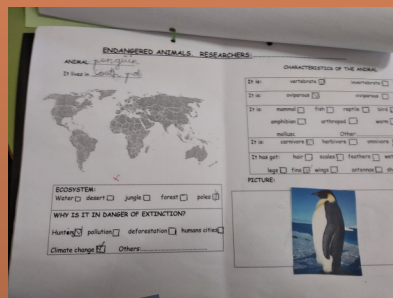 ENDANGERED ANIMALS. RESEARCHERS:
ANIMAL: penguin
It lives in
ECOSYSTEM:
Water desert jungle forest poles
WHY IS IT IN DANGER OF EXTINCTION?
Hunting pollution deforestation humans cities
Climate change Others:
CHARACTERISTICS OF THE ANIMAL
It is: vertebrate invertebrate
It is: oviparous viviparous
It is: mammal fish reptile bird
amphibian arthropod worm
mollusc Other
It is: carnivore herbivore omnivore
It has got: hair scales feathers
legs fins wings antennae
PICTURE: